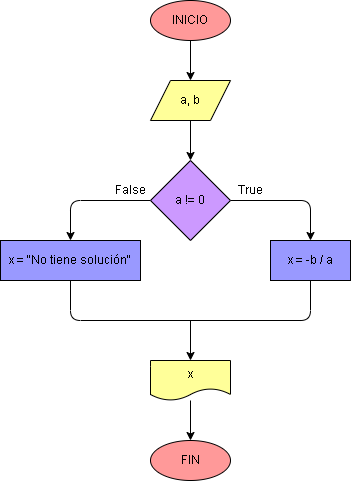 INICIO
a, b
a != 0
False
True
x = "No tiene solución"
x = -b / a
x
FIN